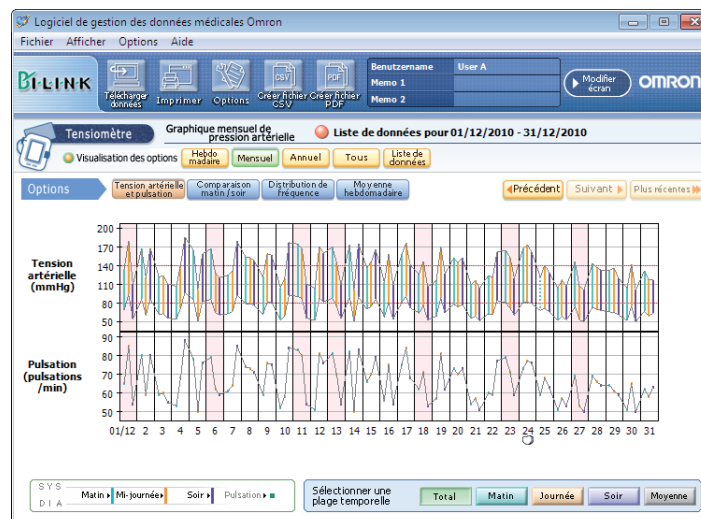 Logiciel de gestion des données médicales Omron
Fichier Afficher Options Aide
Bi-LINK
Télécharger données
Imprimer
Options
CSV
Créer fichier CSV
PDF
Créer fichier PDF
Benutzername User A
Memo 1
Memo 2
Modifier écran
OMRON
Tensiomètre
Graphique mensuel de pression artérielle
Liste de données pour 01/12/2010 - 31/12/2010
Visualisation des options
Hebdo madaire
Mensuel
Annuel
Tous
Liste de données
Options
Tension artérielle et pulsation
Comparaison matin/soir
Distribution de fréquence
Moyenne hebdomadaire
Précédent
Suivant
Plus récentes
Tension artérielle (mmHg)
200
170
140
110
80
50
Pulsation (pulsations /min)
90
80
70
60
50
01/12 2 3 4 5 6 7 8 9 10 11 12 13 14 15 16 17 18 19 20 21 22 23 24 25 26 27 28 29 30 31
SYS
DIA
Matin
Mi-journée
Soir
Pulsation
Sélectionner une plage temporelle
Total
Matin
Journée
Soir
Moyenne